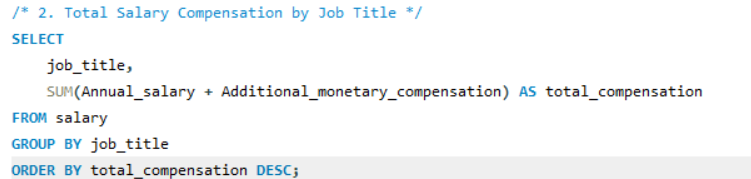 /* 2. Total Salary Compensation by Job Title */
SELECT
    job_title,
    SUM(Annual_salary + Additional_monetary_compensation) AS total_compensation
FROM salary
GROUP BY job_title
ORDER BY total_compensation DESC;